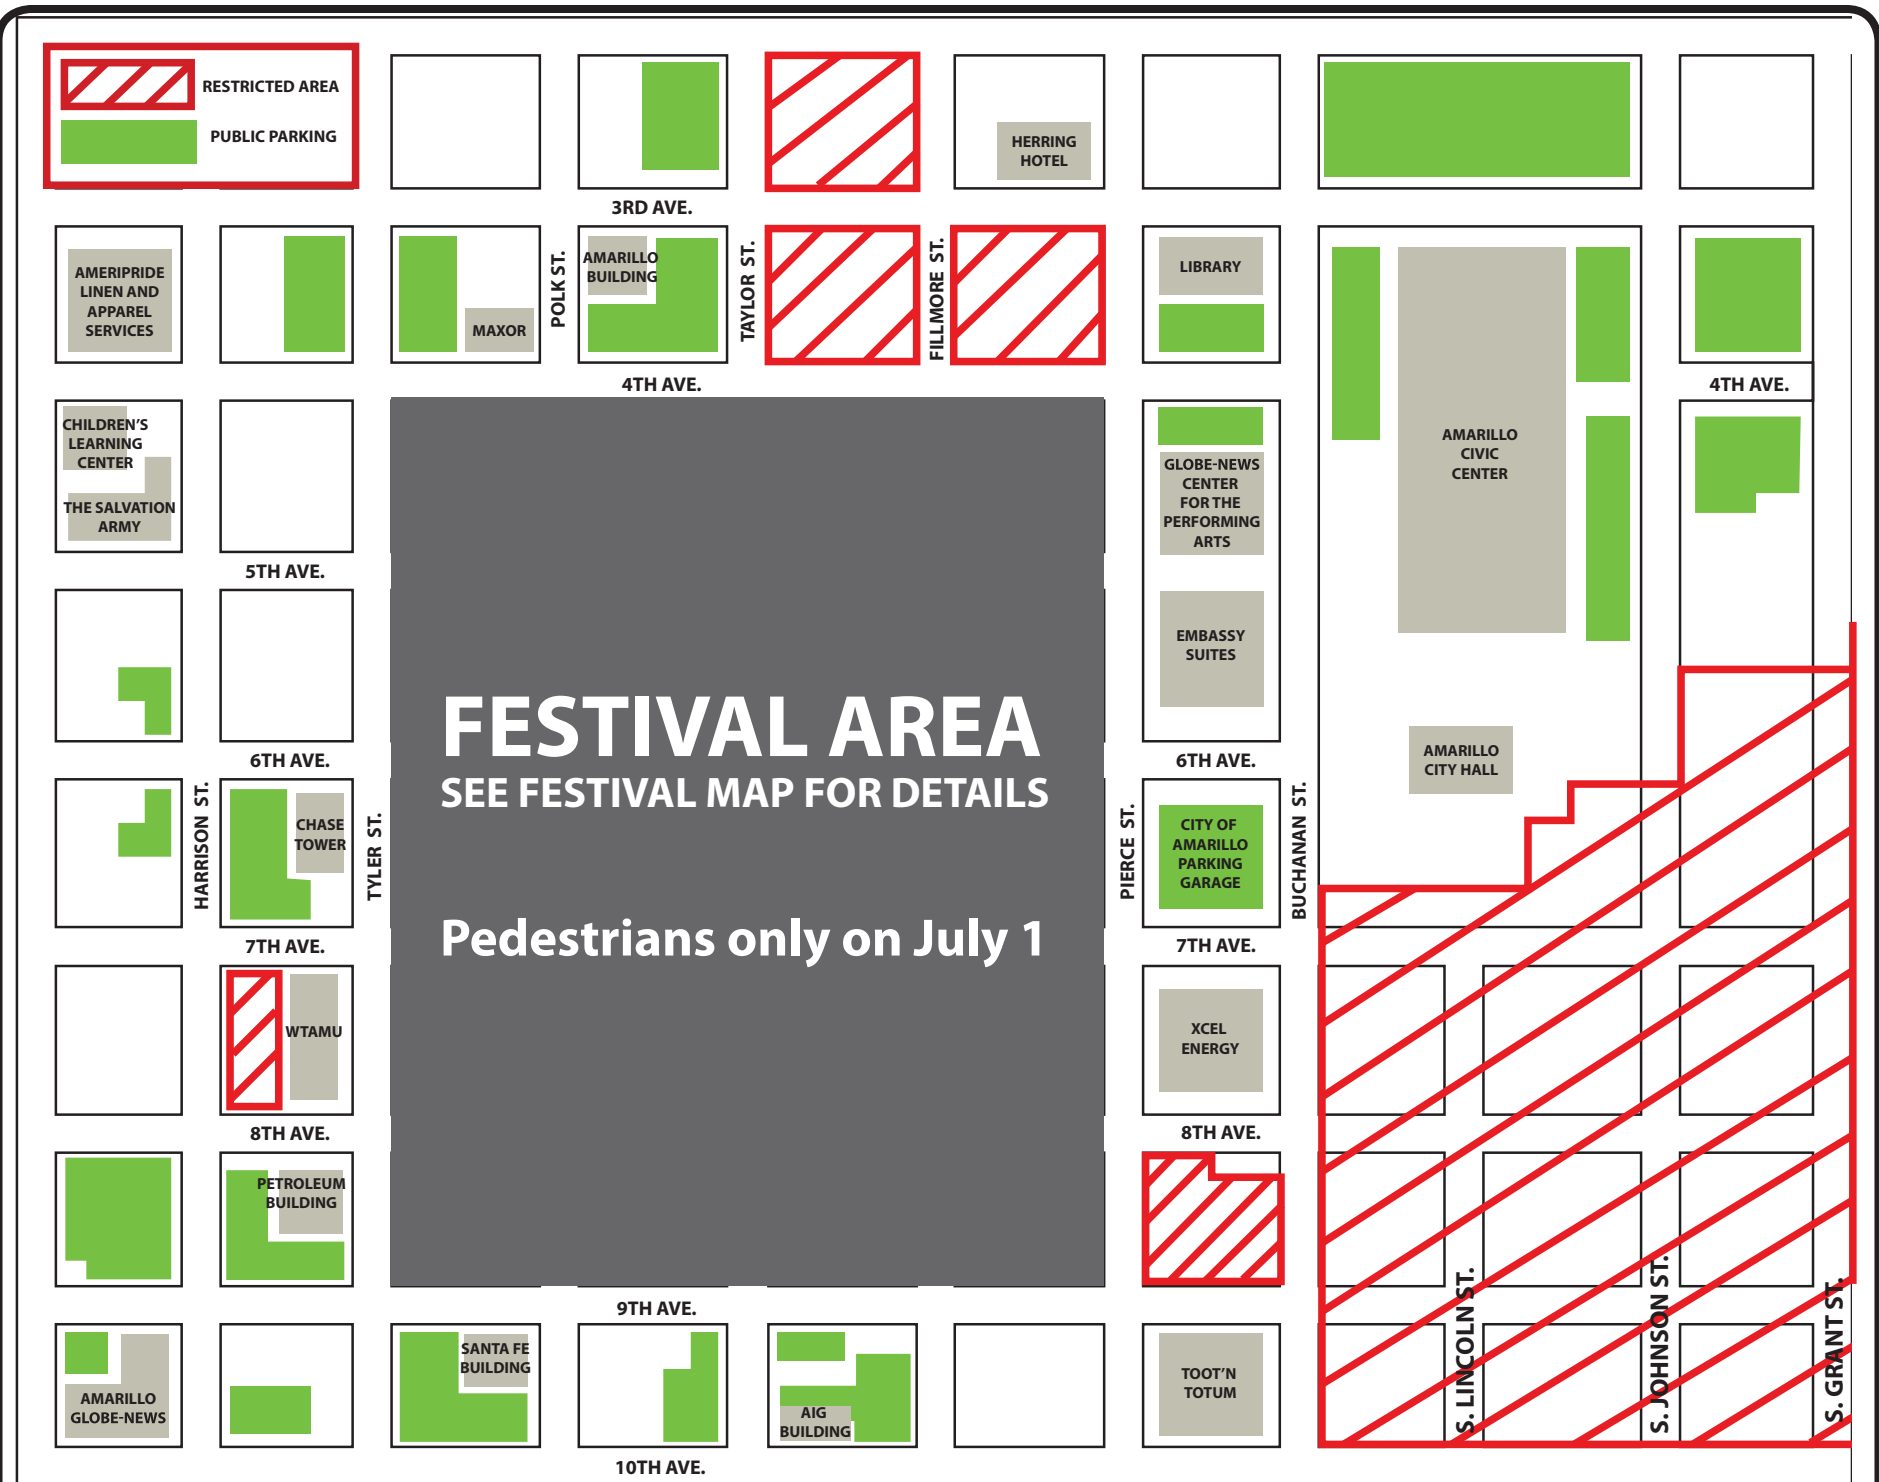 RESTRICTED AREA
PUBLIC PARKING
HERRING
HOTEL
3RD AVE.
AMERIPRIDE
LINEN AND
APPAREL
SERVICES
MAXOR
POLK ST.
AMARILLO
BUILDING
TAYLOR ST.
FILLMORE ST.
LIBRARY
4TH AVE.
4TH AVE.
CHILDREN'S
LEARNING
CENTER
THE SALVATION
ARMY
GLOBE-NEWS
CENTER
FOR THE
PERFORMING
ARTS
AMARILLO
CIVIC
CENTER
5TH AVE.
EMBASSY
SUITES
FESTIVAL AREA
SEE FESTIVAL MAP FOR DETAILS
Pedestrians only on July 1
6TH AVE.
6TH AVE.
AMARILLO
CITY HALL
HARRISON ST.
CHASE
TOWER
TYLER ST.
PIERCE ST.
CITY OF
AMARILLO
PARKING
GARAGE
BUCHANAN ST.
7TH AVE.
7TH AVE.
WTAMU
XCEL
ENERGY
8TH AVE.
8TH AVE.
PETROLEUM
BUILDING
9TH AVE.
S. LINCOLN ST.
S. JOHNSON ST.
S. GRANT ST.
AMARILLO
GLOBE-NEWS
SANTA FE
BUILDING
AIG
BUILDING
TOOT'N
TOTUM
10TH AVE.